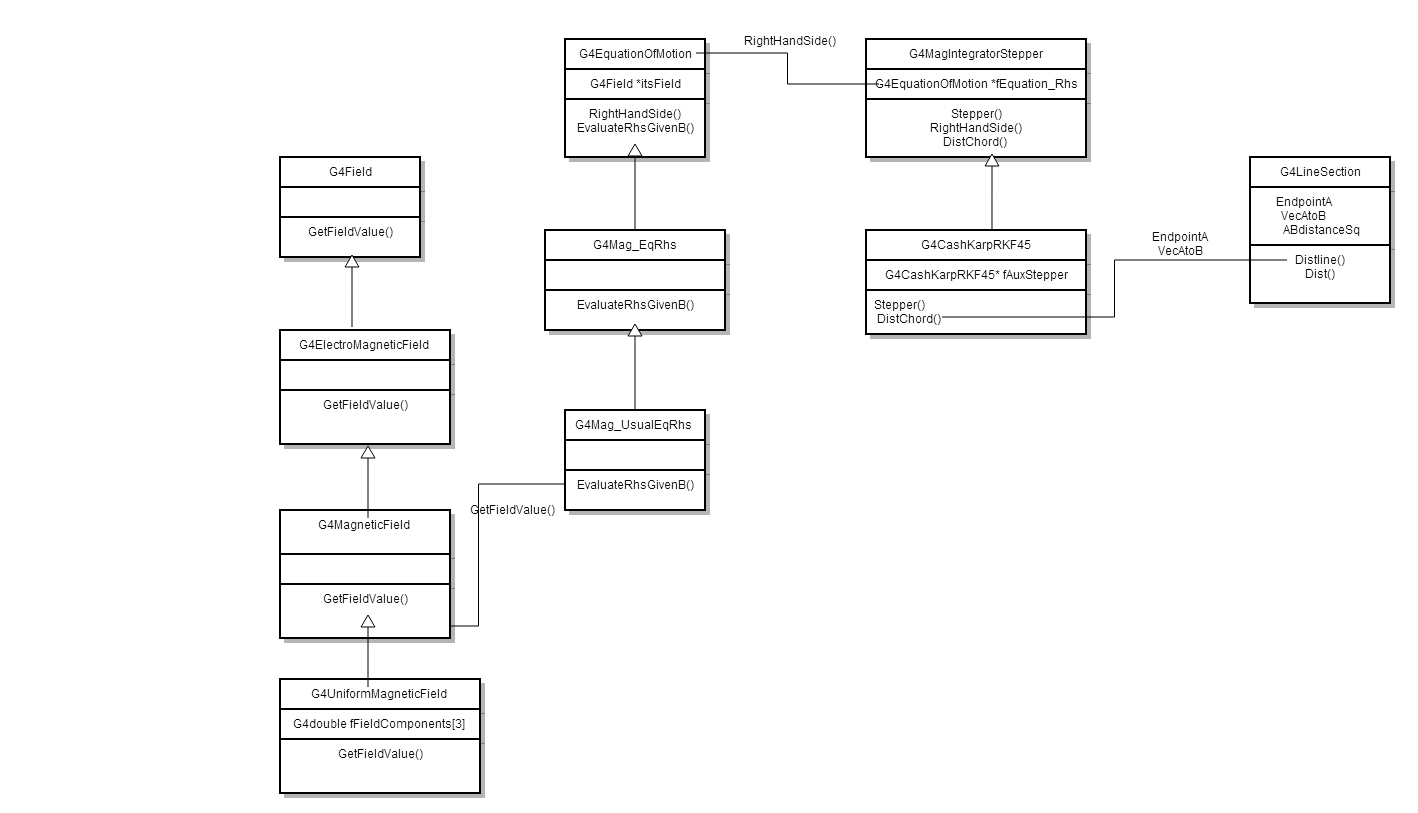 RightHandSide()
G4EquationOfMotion
G4Field *itsField
RightHandSide()
EvaluateRhsGivenB()
G4MagIntegratorStepper
G4EquationOfMotion *fEquation_Rhs
Stepper()
RightHandSide()
DistChord()
G4Field
GetFieldValue()
G4LineSection
EndpointA
VecAtoB
ABdistanceSq
Distline()
Dist()
G4Mag_EqRhs
EvaluateRhsGivenB()
G4CashKarpRKF45
G4CashKarpRKF45* fAuxStepper
Stepper()
DistChord()
EndpointA
VecAtoB
G4ElectroMagneticField
GetFieldValue()
G4Mag_UsualEqRhs
EvaluateRhsGivenB()
GetFieldValue()
G4MagneticField
GetFieldValue()
G4UniformMagneticField
G4double fFieldComponents[3]
GetFieldValue()